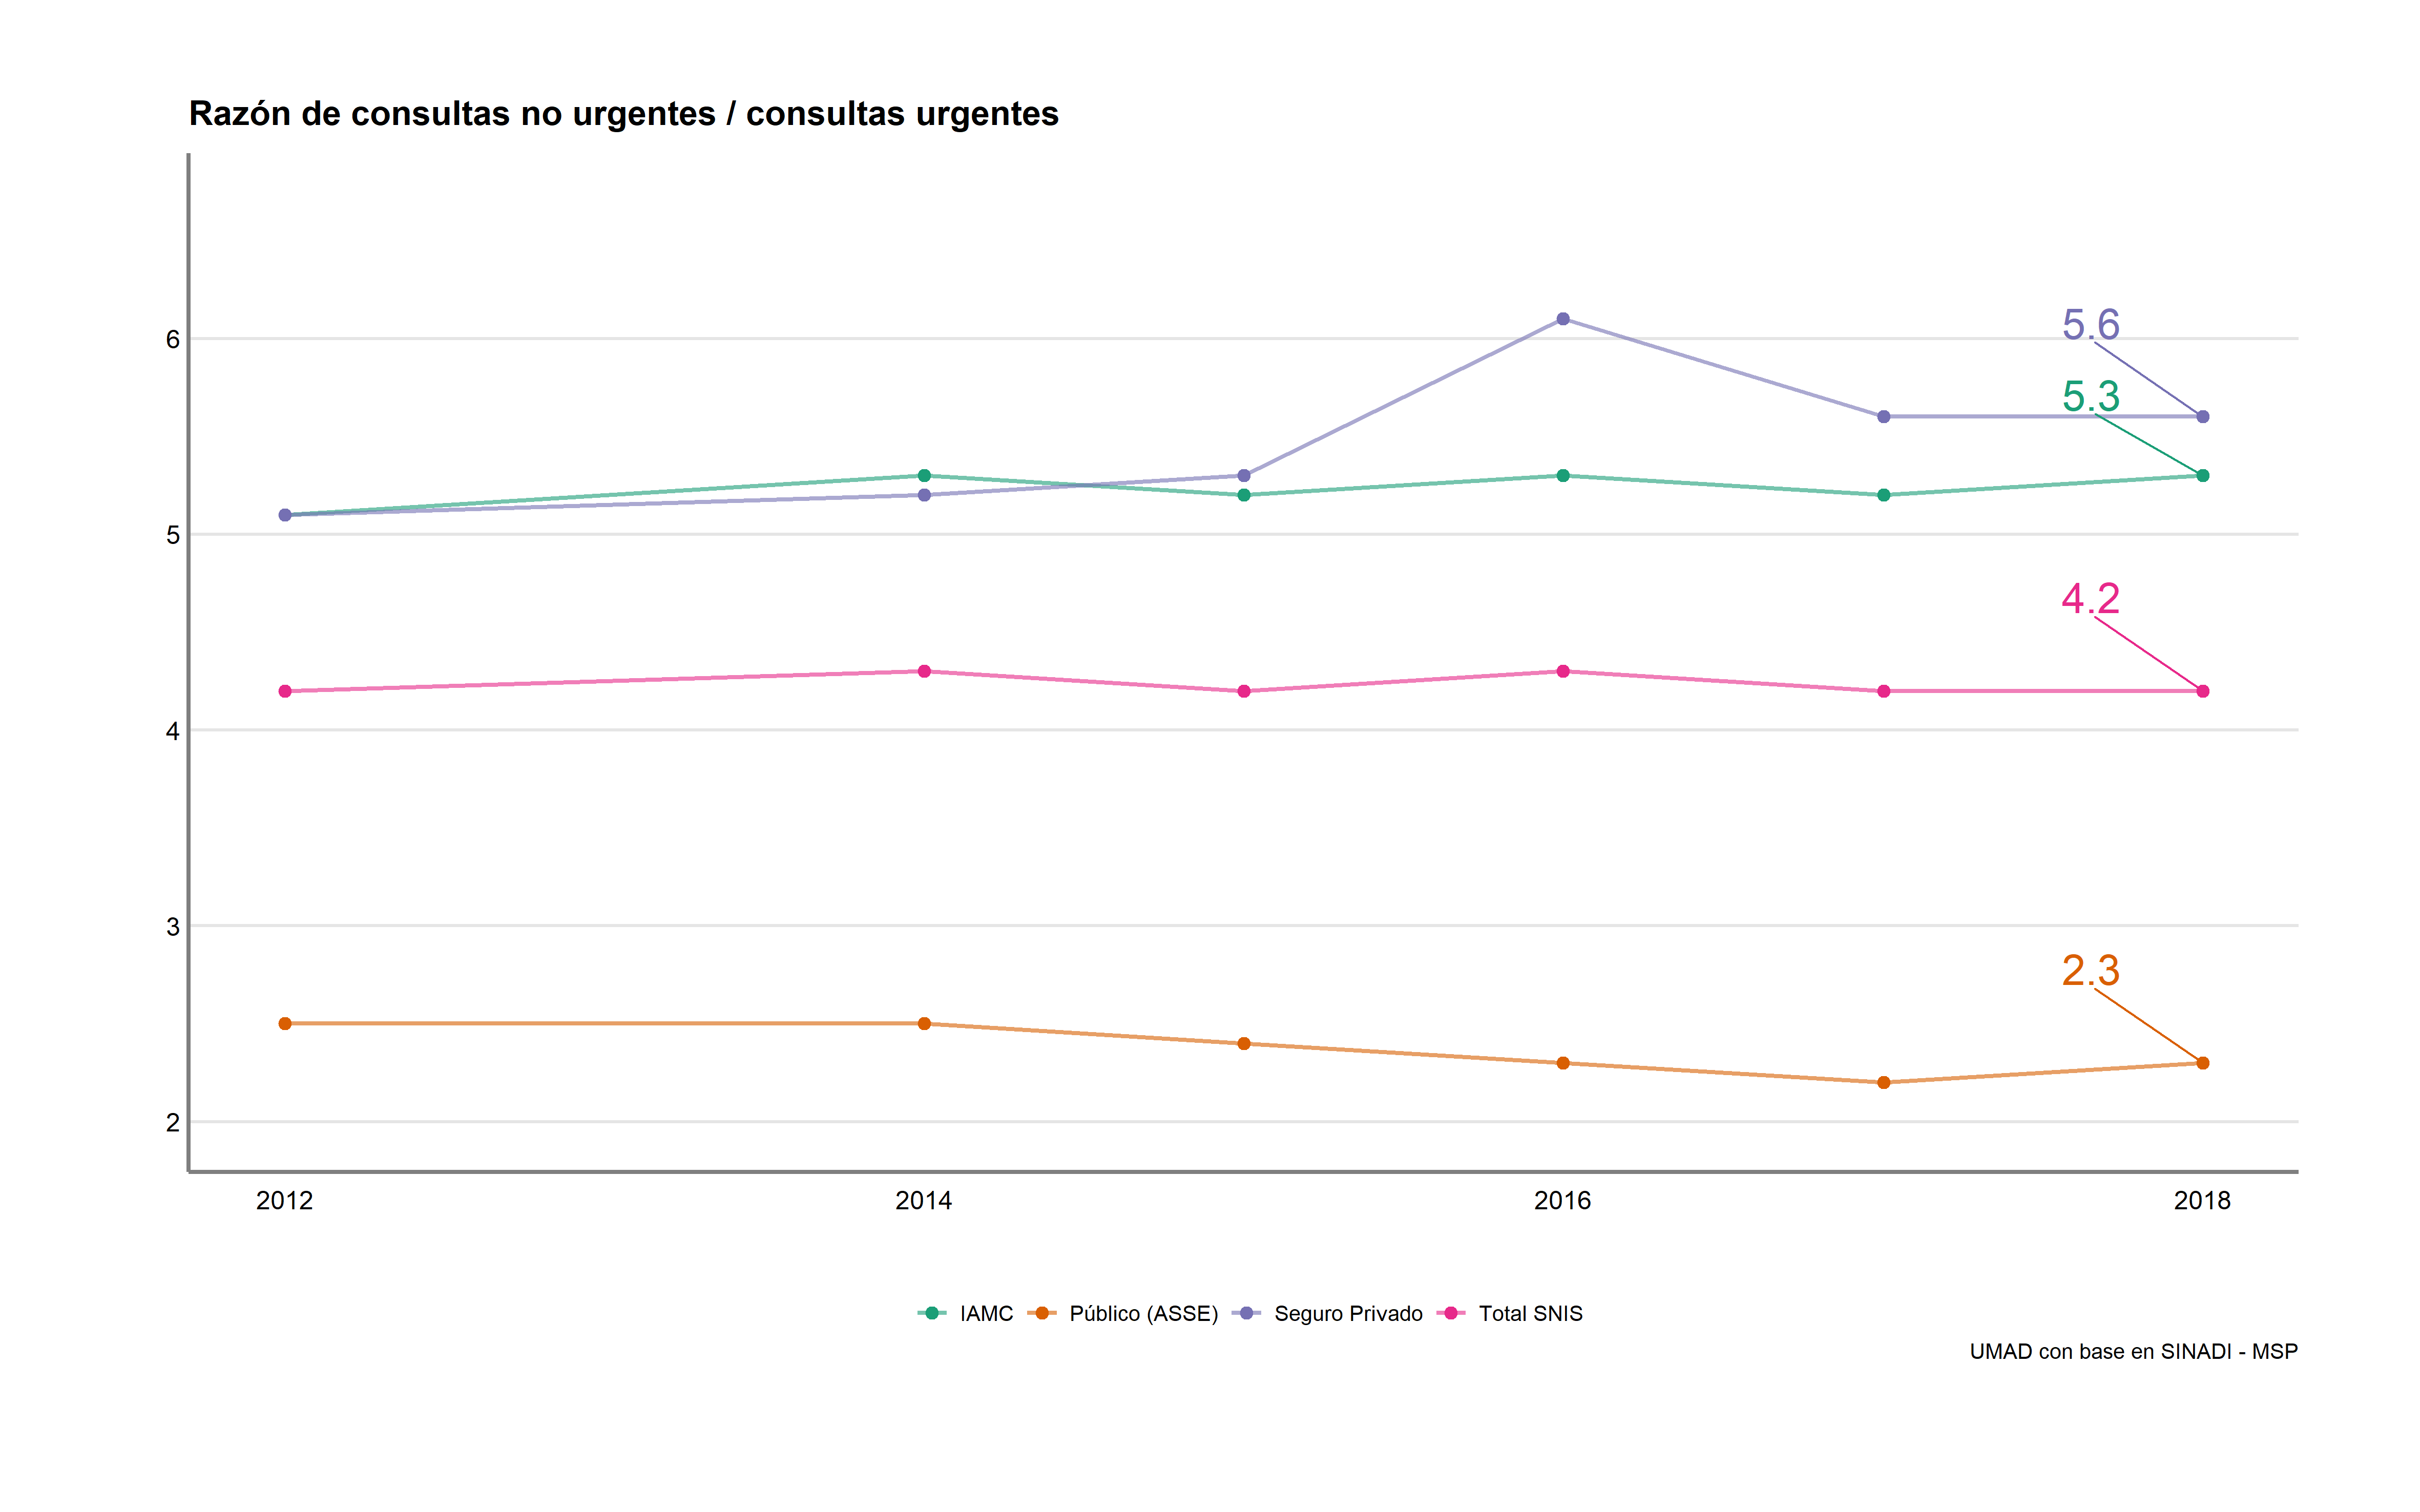 Razón de consultas no urgentes / consultas urgentes
6
5
4
3
2
5.6
5.3
4.2
2.3
2012 2014 2016 2018
IAMC Público (ASSE) Seguro Privado Total SNIS
UMAD con base en SINADI - MSP